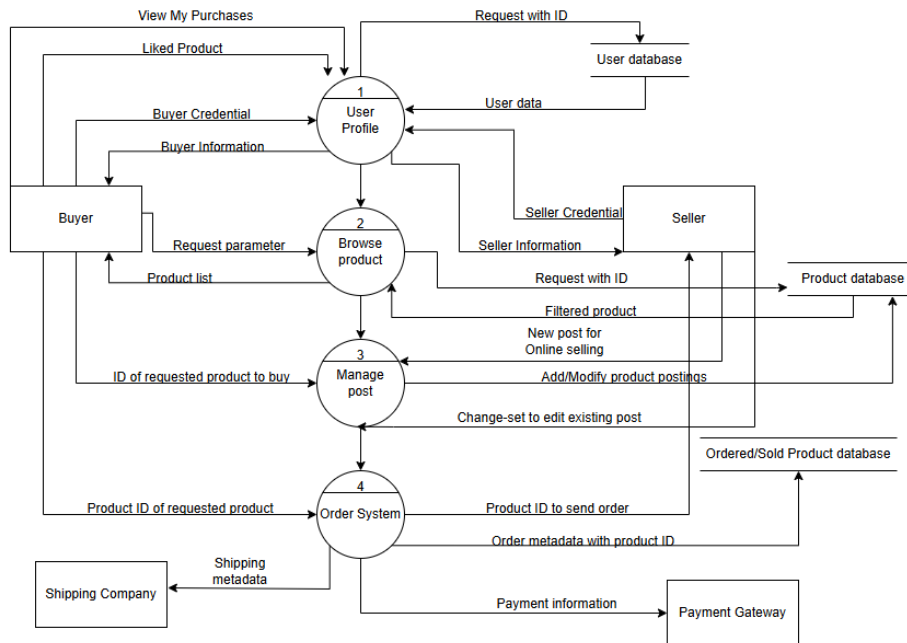 View My Purchases
Request with ID
Liked Product
User database
1
User
Profile
User data
Buyer Credential
Buyer Information
Buyer
2
Browse
product
Seller Credential
Seller
Request parameter
Seller Information
Product list
Request with ID
Product database
Filtered product
New post for
Online selling
3
Manage
post
ID of requested product to buy
Add/Modify product postings
Change-set to edit existing post
Ordered/Sold Product database
4
Order System
Product ID of requested product
Product ID to send order
Order metadata with product ID
Shipping
metadata
Shipping Company
Payment information
Payment Gateway